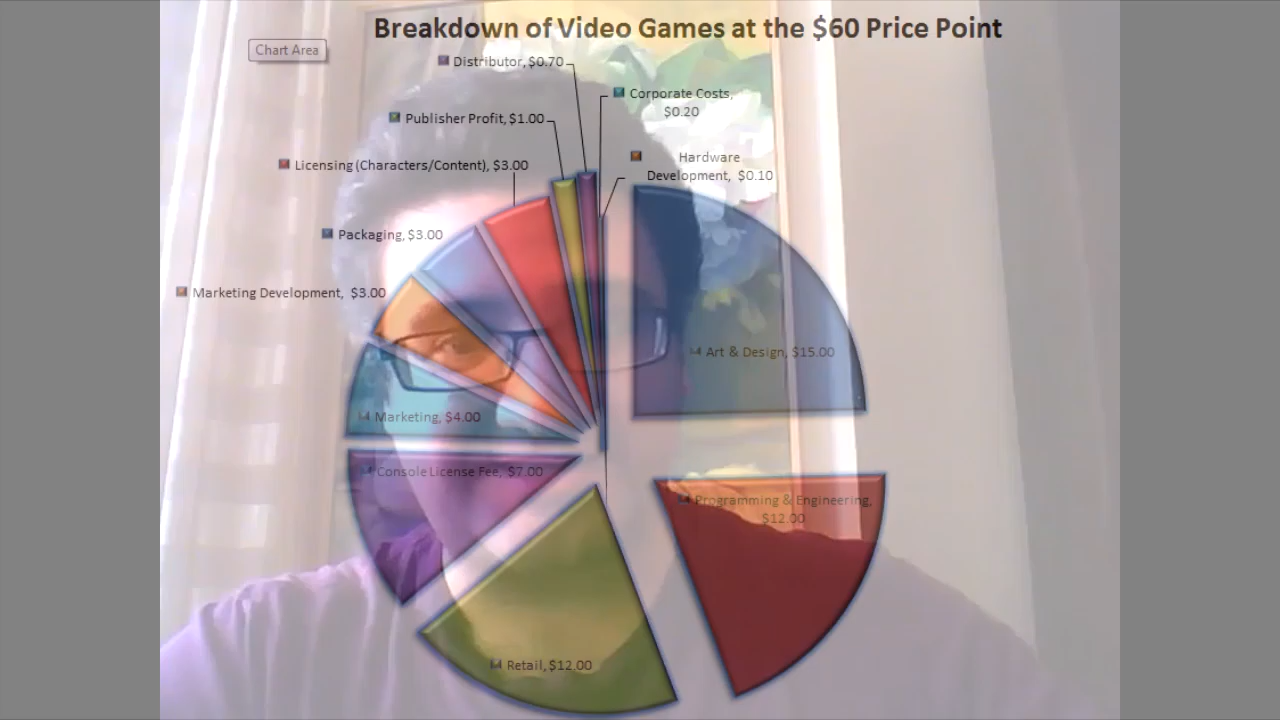 Breakdown of Video Games at the $60 Price Point
Chart Area
Distributor, $0.70
Corporate Costs,
$0.20
Publisher Profit, $1.00
Hardware
Development, $0.10
Licensing (Characters/Content), $3.00
Packaging, $3.00
Marketing Development, $3.00
Art & Design, $15.00
Marketing, $4.00
Console License Fee, $7.00
Programming & Engineering,
$12.00
Retail, $12.00